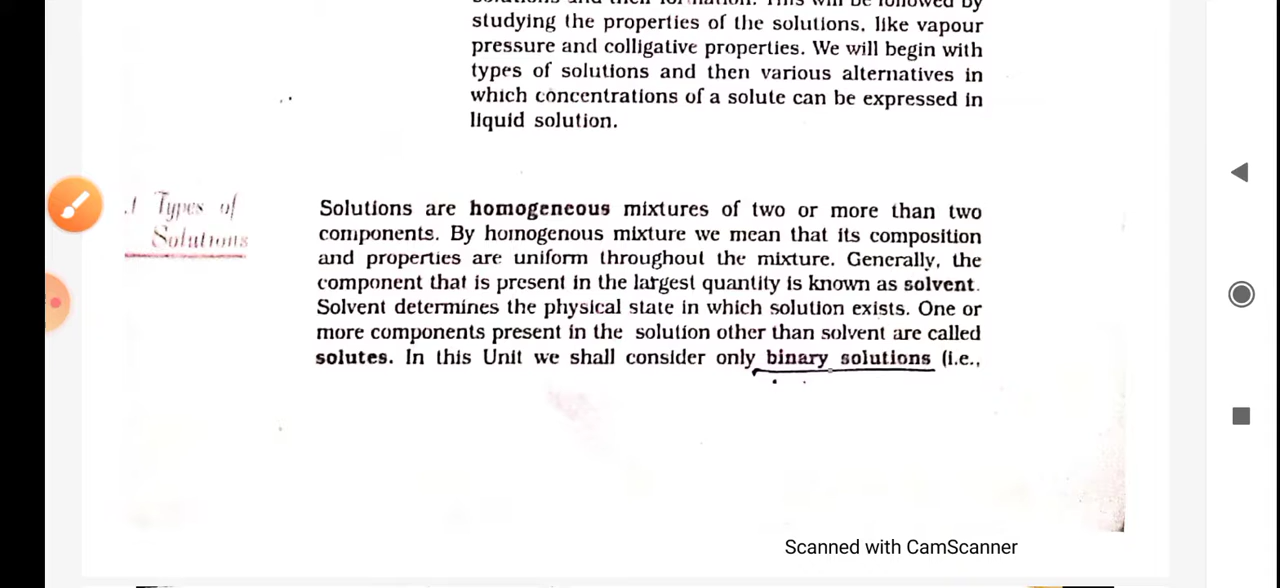 studying the properties of the solutions, like vapour
pressure and colligative properties. We will begin with
types of solutions and then various alternatives in
which concentrations of a solute can be expressed in
liquid solution.
.1 Types of
Solutions
Solutions are homogeneous mixtures of two or more than two
components. By homogenous mixture we mean that its composition
and properties are uniform throughout the mixture. Generally, the
component that is present in the largest quantity is known as solvent.
Solvent determines the physical state in which solution exists. One or
more components present in the solution other than solvent are called
solutes. In this Unit we shall consider only binary solutions (i.e.,
Scanned with CamScanner